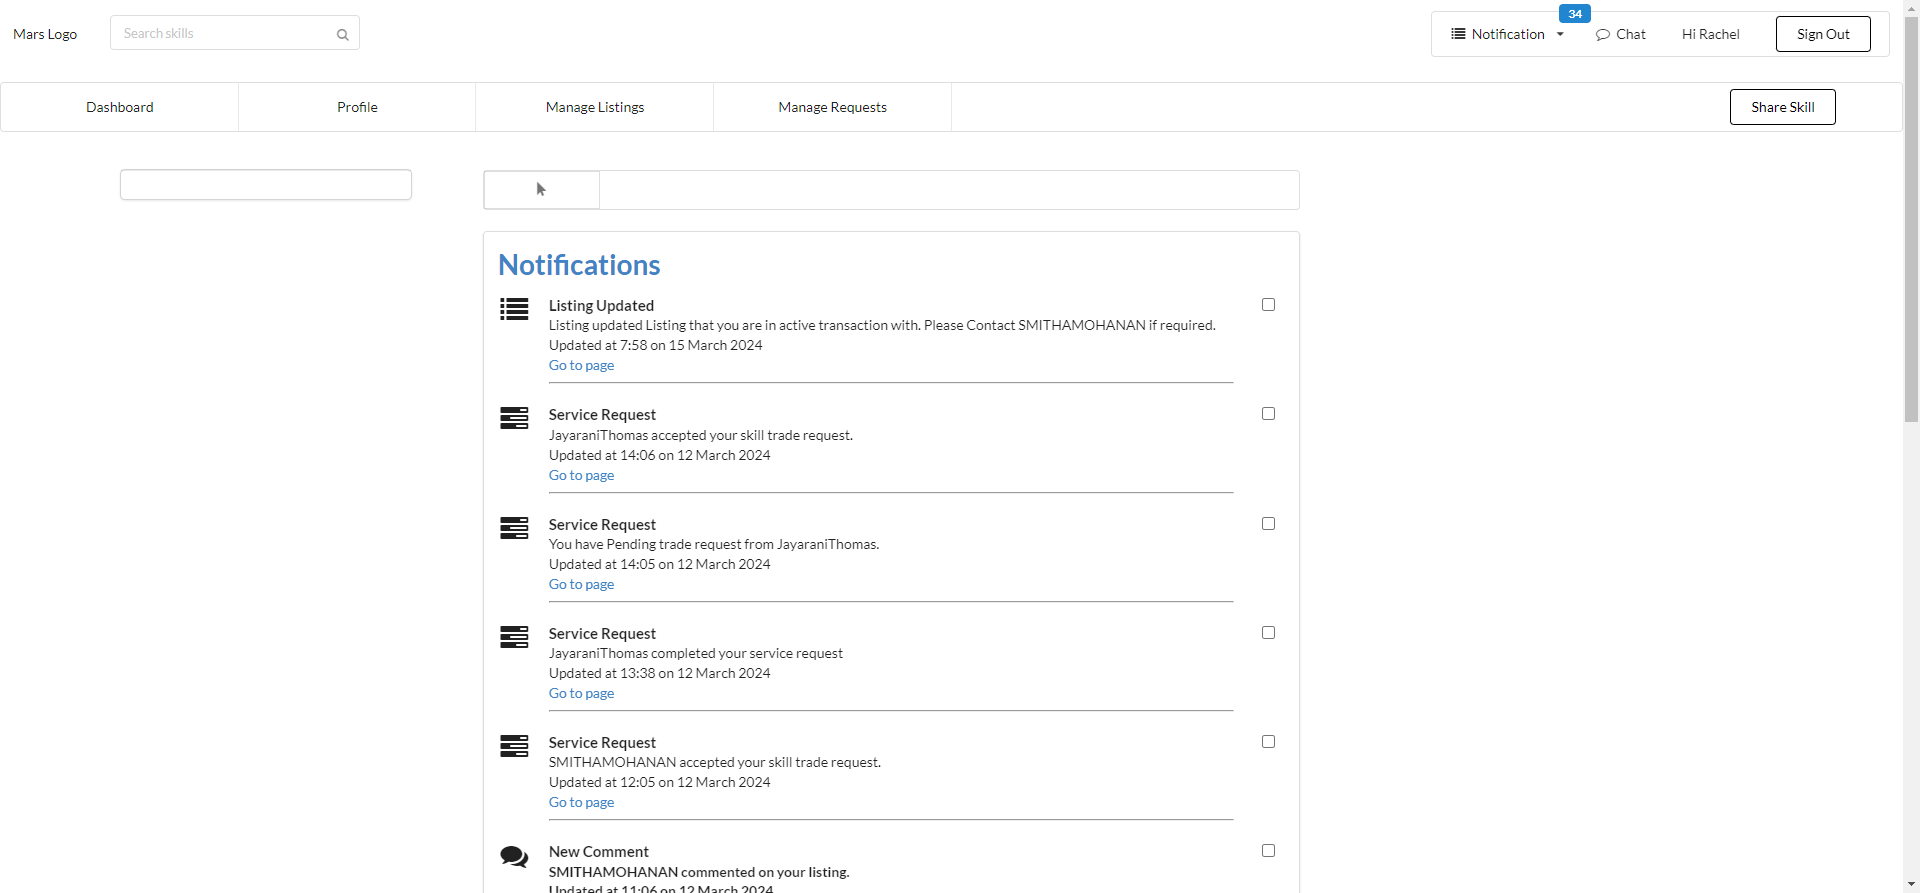 Mars Logo
Search skills
34
Notification
Chat
Hi Rachel
Sign Out
Dashboard
Profile
Manage Listings
Manage Requests
Share Skill
Notifications
Listing Updated
Listing updated Listing that you are in active transaction with. Please Contact SMITHAMOHANAN if required.
Updated at 7:58 on 15 March 2024
Go to page
Service Request
JayaraniThomas accepted your skill trade request.
Updated at 14:06 on 12 March 2024
Go to page
Service Request
You have Pending trade request from JayaraniThomas.
Updated at 14:05 on 12 March 2024
Go to page
Service Request
JayaraniThomas completed your service request
Updated at 13:38 on 12 March 2024
Go to page
Service Request
SMITHAMOHANAN accepted your skill trade request.
Updated at 12:05 on 12 March 2024
Go to page
New Comment
SMITHAMOHANAN commented on your listing.
Updated at 11:06 on 12 March 2024